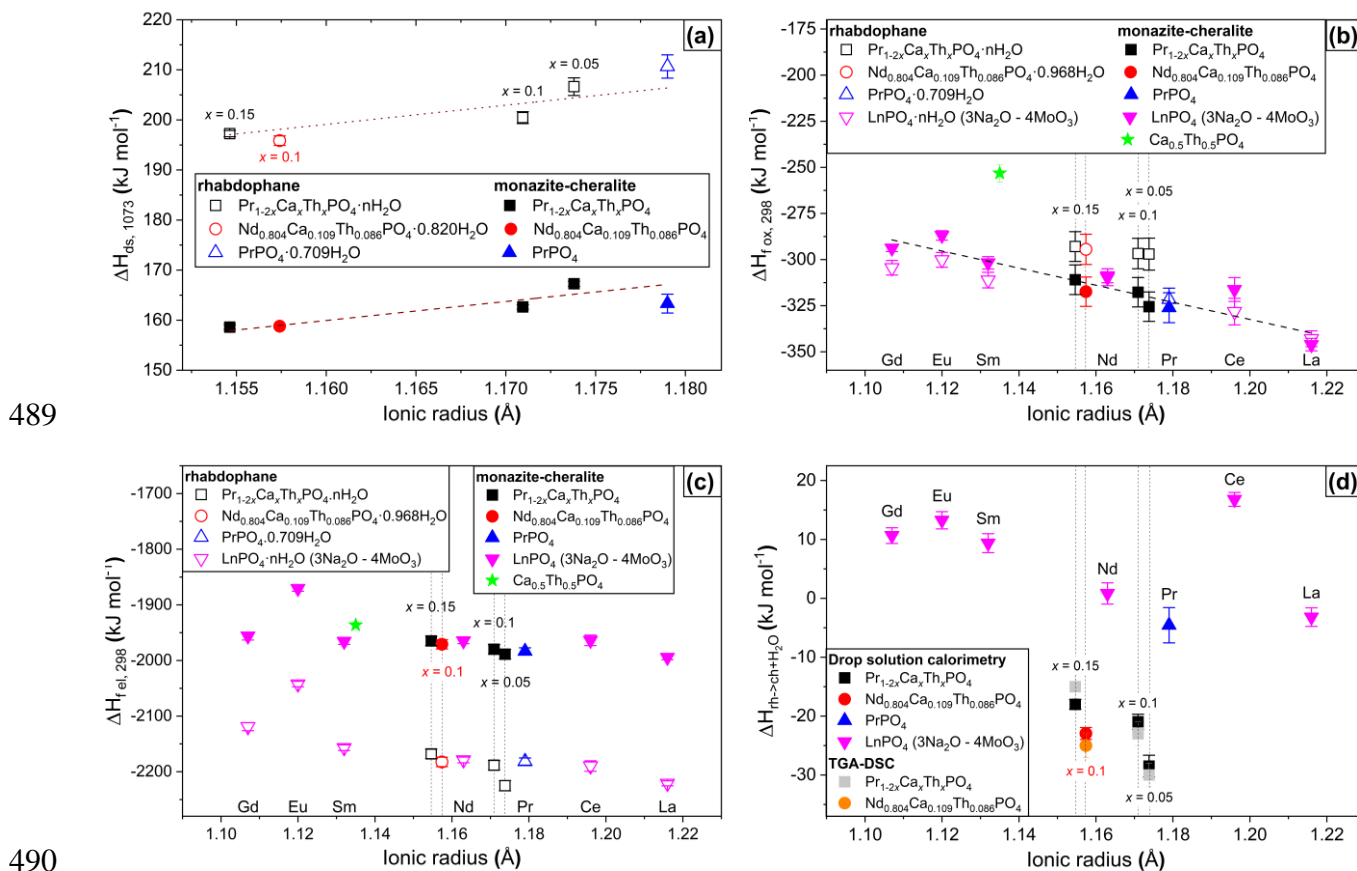 (a)
220
210
200
190
180
170
160
150
ΔH_ds, 1073 (kJ mol⁻¹)
x = 0.05
x = 0.1
x = 0.15
x = 0.1
rhabdophane
Pr₁₋₂ₓCaₓThₓPO₄·nH₂O
Nd₀.₈₀₄Ca₀.₁₀₉Th₀.₀₈₆PO₄·0.820H₂O
PrPO₄·0.709H₂O
monazite-cheralite
Pr₁₋₂ₓCaₓThₓPO₄
Nd₀.₈₀₄Ca₀.₁₀₉Th₀.₀₈₆PO₄
PrPO₄
1.155 1.160 1.165 1.170 1.175 1.180
Ionic radius (Å)
(b)
-225
-250
-275
-300
-325
-350
ΔH_f ox, 298 (kJ mol⁻¹)
rhabdophane
Pr₁₋₂ₓCaₓThₓPO₄·nH₂O
Nd₀.₈₀₄Ca₀.₁₀₉Th₀.₀₈₆PO₄·0.968H₂O
PrPO₄·0.709H₂O
LnPO₄·nH₂O (3Na₂O - 4MoO₃)
monazite-cheralite
Pr₁₋₂ₓCaₓThₓPO₄
Nd₀.₈₀₄Ca₀.₁₀₉Th₀.₀₈₆PO₄
PrPO₄
LnPO₄ (3Na₂O - 4MoO₃)
Ca₀.₅Th₀.₅PO₄
x = 0.05
x = 0.15
x = 0.1
Gd Eu Sm Nd Pr Ce La
1.10 1.12 1.14 1.16 1.18 1.20 1.22
Ionic radius (Å)
489
(c)
-1700
-1800
-1900
-2000
-2100
-2200
ΔH_f el, 298 (kJ mol⁻¹)
rhabdophane
Pr₁₋₂ₓCaₓThₓPO₄.nH₂O
Nd₀.₈₀₄Ca₀.₁₀₉Th₀.₀₈₆PO₄·0.968H₂O
PrPO₄.0.709H₂O
LnPO₄·nH₂O (3Na₂O - 4MoO₃)
monazite-cheralite
Pr₁₋₂ₓCaₓThₓPO₄
Nd₀.₈₀₄Ca₀.₁₀₉Th₀.₀₈₆PO₄
PrPO₄
LnPO₄ (3Na₂O - 4MoO₃)
Ca₀.₅Th₀.₅PO₄
x = 0.15
x = 0.1
x = 0.1
x = 0.05
Gd Eu Sm Nd Pr Ce La
1.10 1.12 1.14 1.16 1.18 1.20 1.22
Ionic radius (Å)
(d)
20
10
0
-10
-20
-30
ΔH_rh->ch+H₂O (kJ mol⁻¹)
Gd
Eu
Sm
Nd
Pr
Ce
La
x = 0.15
x = 0.1
x = 0.1
x = 0.05
Drop solution calorimetry
Pr₁₋₂ₓCaₓThₓPO₄
Nd₀.₈₀₄Ca₀.₁₀₉Th₀.₀₈₆PO₄
PrPO₄
LnPO₄ (3Na₂O - 4MoO₃)
TGA-DSC
Pr₁₋₂ₓCaₓThₓPO₄
Nd₀.₈₀₄Ca₀.₁₀₉Th₀.₀₈₆PO₄
1.10 1.12 1.14 1.16 1.18 1.20 1.22
Ionic radius (Å)
490